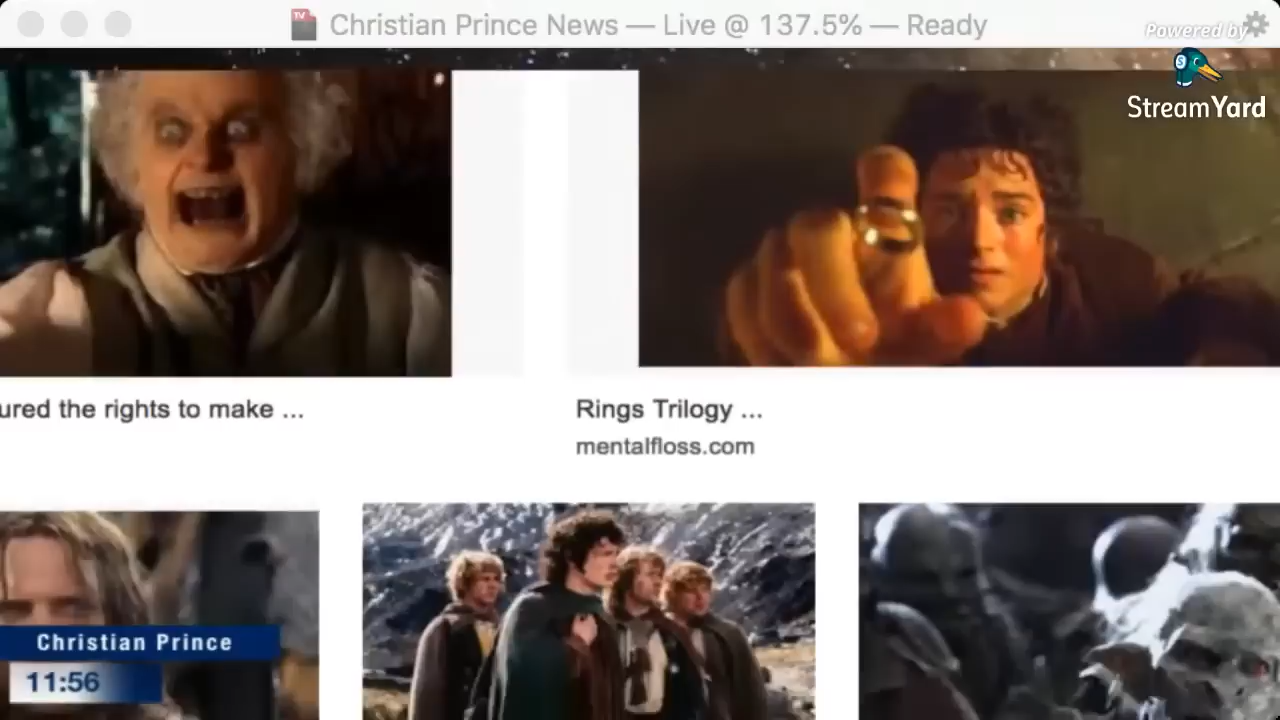 Christian Prince News — Live @ 137.5% — Ready
Powered by
StreamYard
ured the rights to make ...
Rings Trilogy ...
mentalfloss.com
Christian Prince
11:56